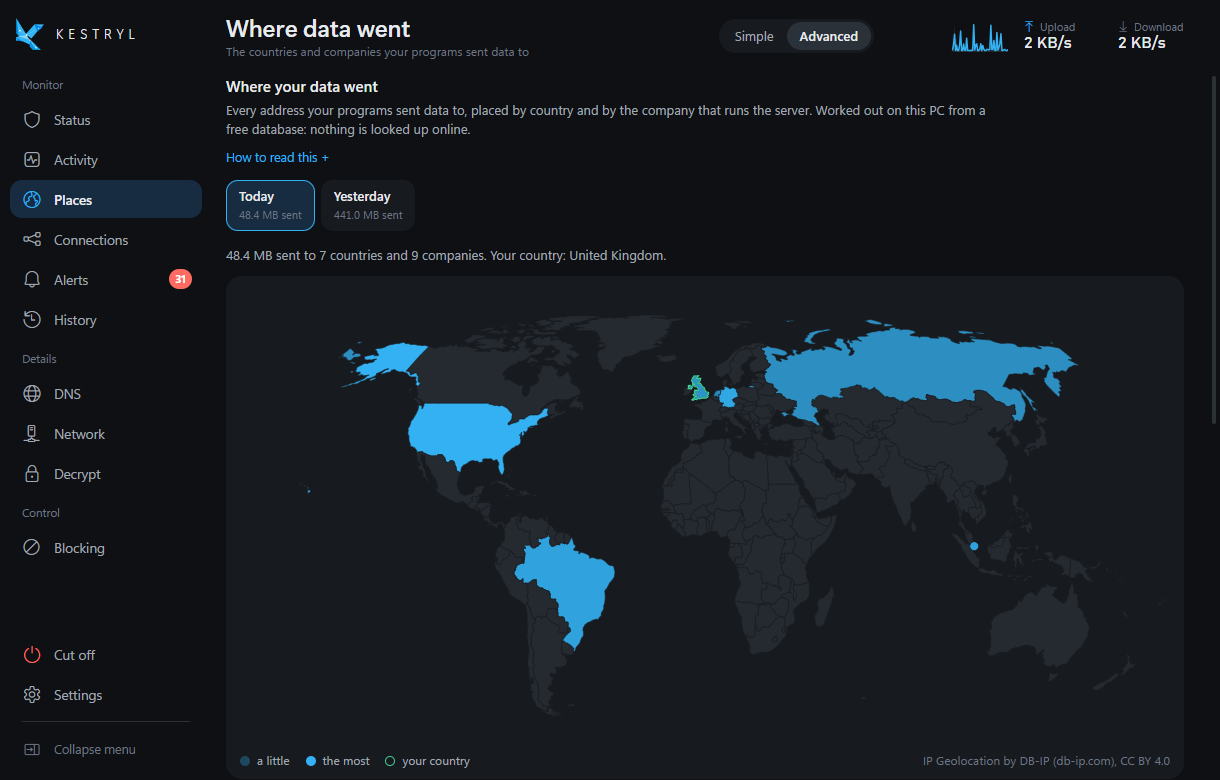 KESTRYL
Where data went
The countries and companies your programs sent data to
Simple
Advanced
Upload
2 KB/s
Download
2 KB/s
Monitor
Status
Activity
Places
Connections
Alerts
31
History
Details
DNS
Network
Decrypt
Control
Blocking
Cut off
Settings
Collapse menu
Where your data went
Every address your programs sent data to, placed by country and by the company that runs the server. Worked out on this PC from a
free database: nothing is looked up online.
How to read this +
Today
48.4 MB sent
Yesterday
441.0 MB sent
48.4 MB sent to 7 countries and 9 companies. Your country: United Kingdom.
a little
the most
your country
IP Geolocation by DB-IP (db-ip.com), CC BY 4.0